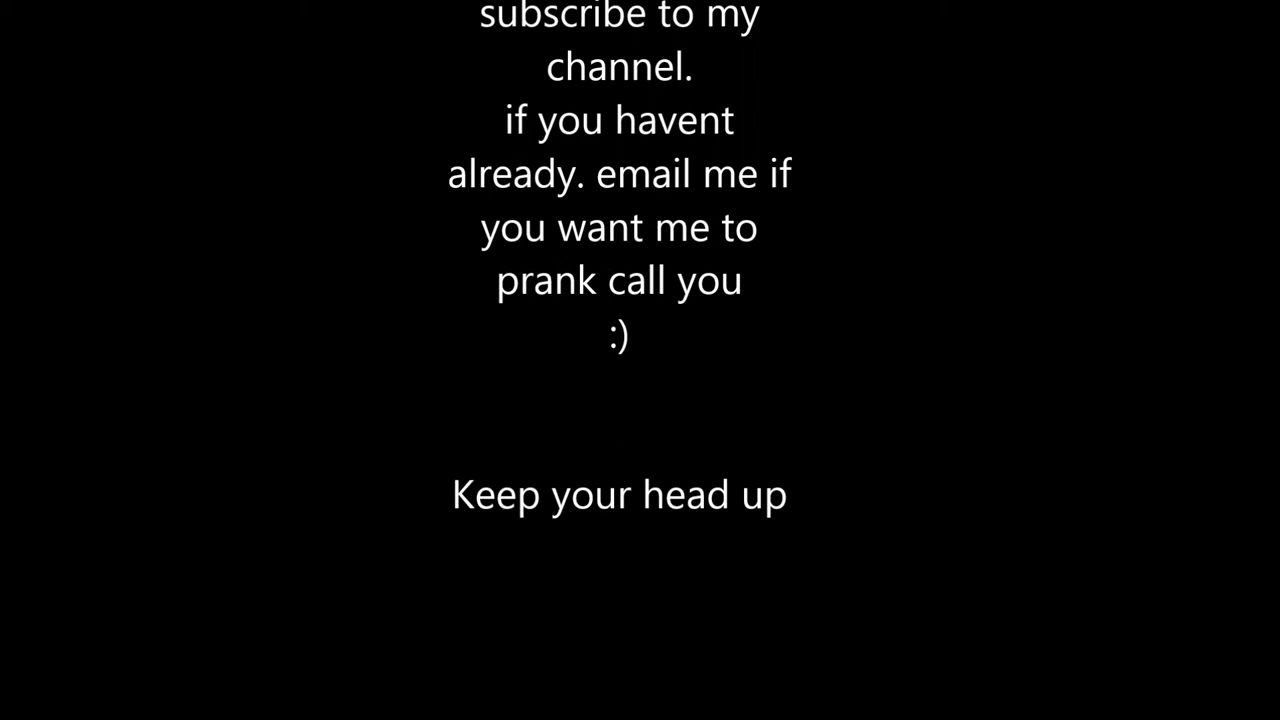 subscribe to my
channel.
if you havent
already. email me if
you want me to
prank call you
:)
Keep your head up